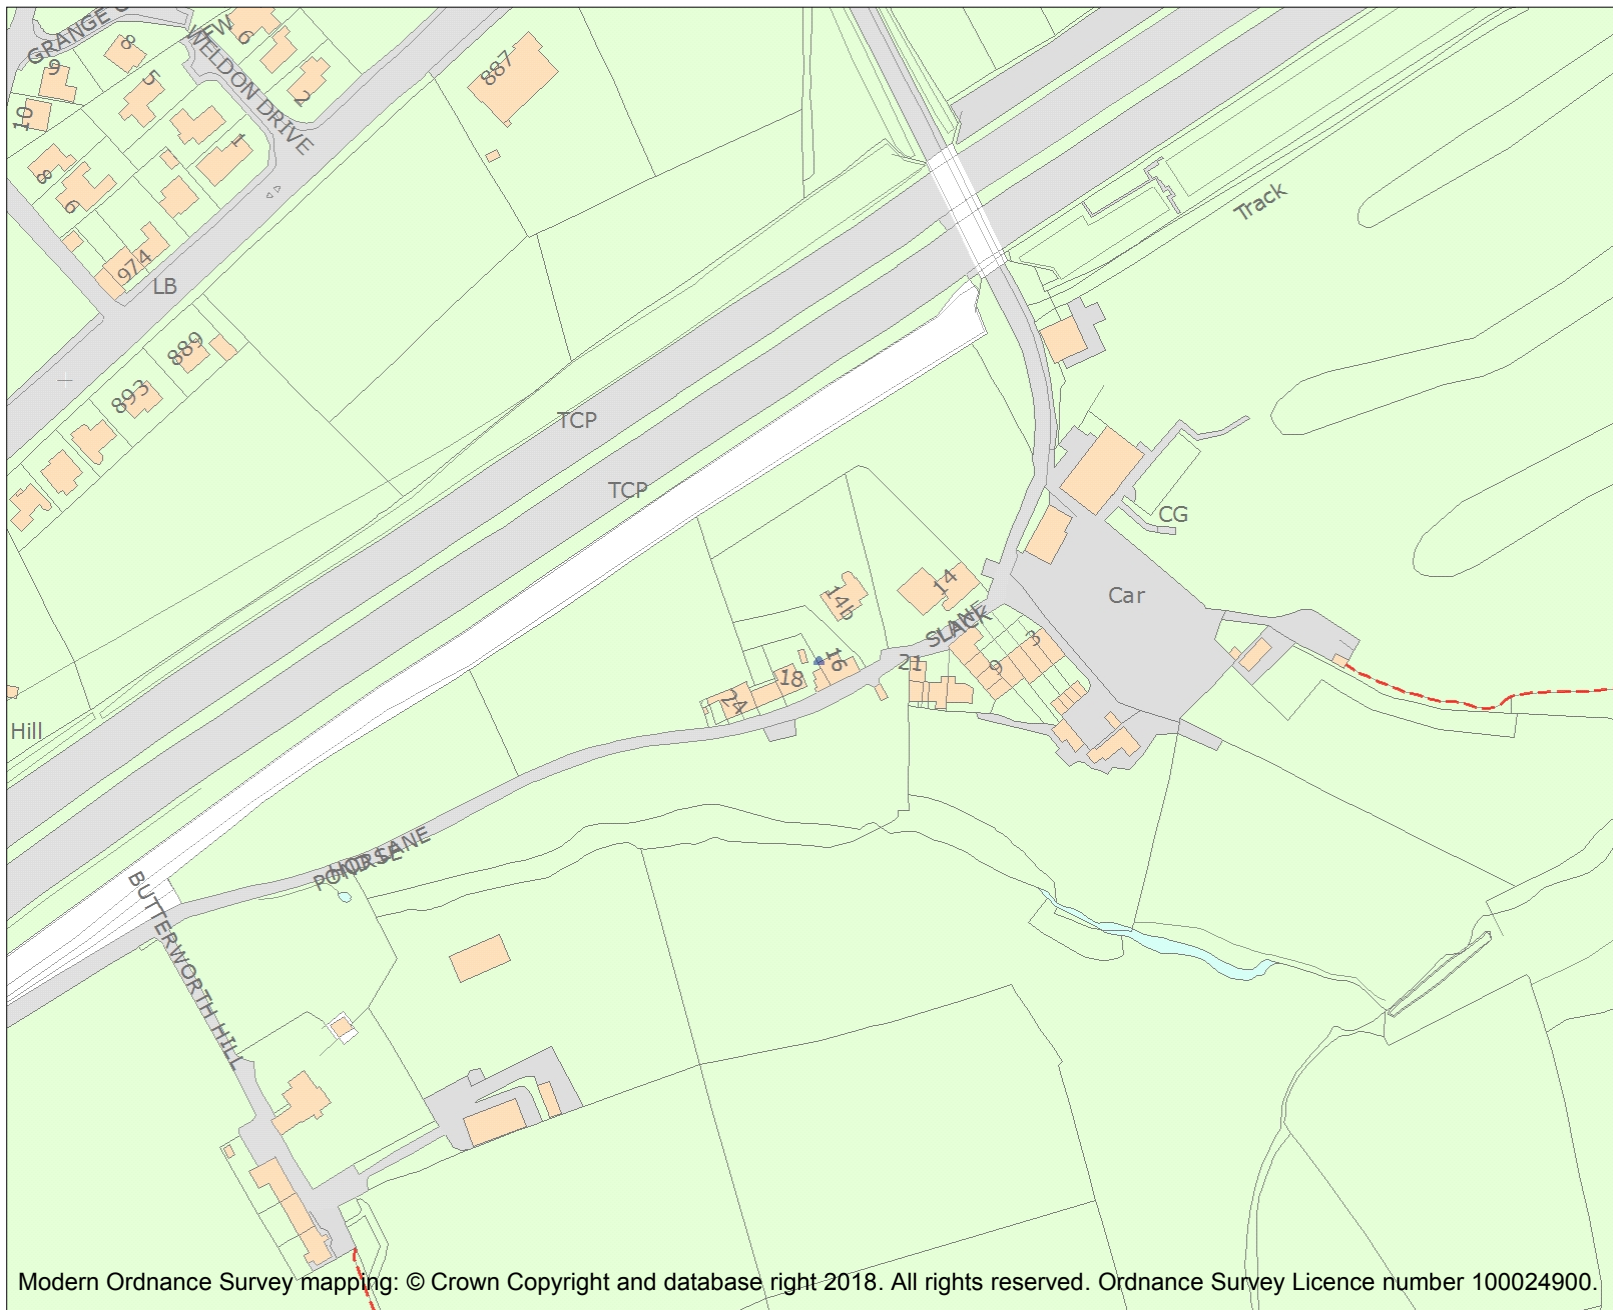 GRANGE
FW
WELDON DRIVE
8
6
9
5
2
10
1
887
8
6
974
LB
889
893
Track
TCP
TCP
CG
Car
14
14b
SLACK
LANE
3
9
21
16
18
24
Hill
HORSE
POND LANE
BUTTERWORTH HILL
Modern Ordnance Survey mapping: © Crown Copyright and database right 2018. All rights reserved. Ordnance Survey Licence number 100024900.